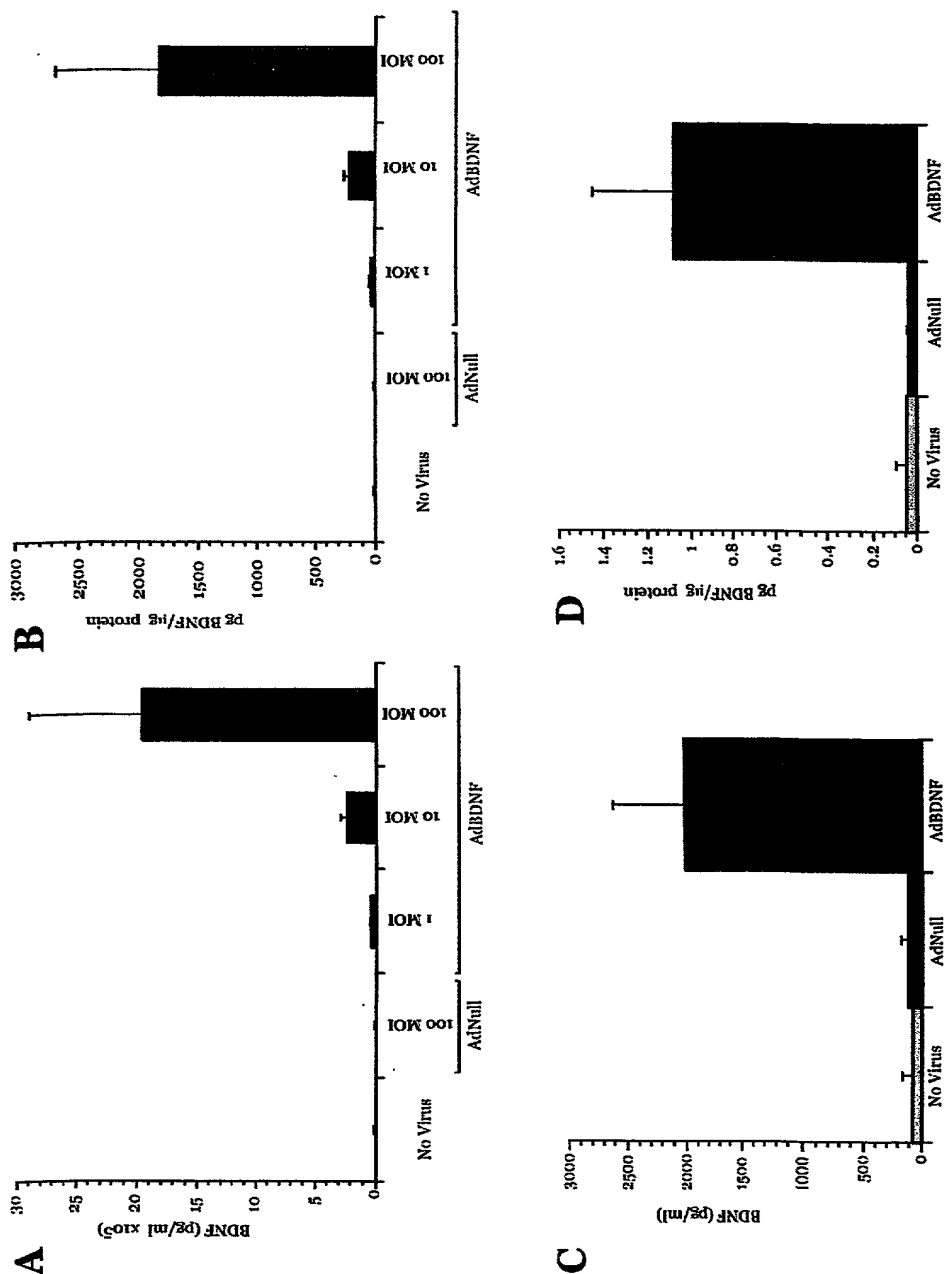 A
BDNF (pg/ml x10⁵)
30
25
20
15
10
5
0
No Virus
100 MOI
1 MOI
10 MOI
100 MOI
AdNull
AdBDNF
B
pg BDNF/µg protein
3000
2500
2000
1500
1000
500
0
No Virus
100 MOI
1 MOI
10 MOI
100 MOI
AdNull
AdBDNF
C
BDNF (pg/ml)
3000
2500
2000
1500
1000
500
0
No Virus
AdNull
AdBDNF
D
pg BDNF/µg protein
1.6
1.4
1.2
1
0.8
0.6
0.4
0.2
0
No Virus
AdNull
AdBDNF